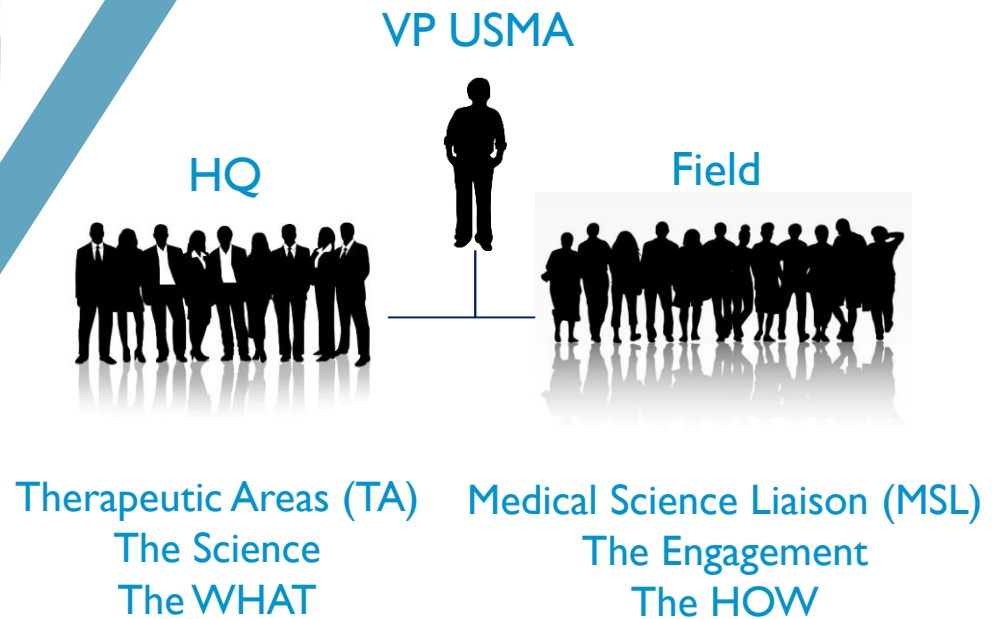 VP USMA
HQ
Field
Therapeutic Areas (TA)
The Science
The WHAT
Medical Science Liaison (MSL)
The Engagement
The HOW